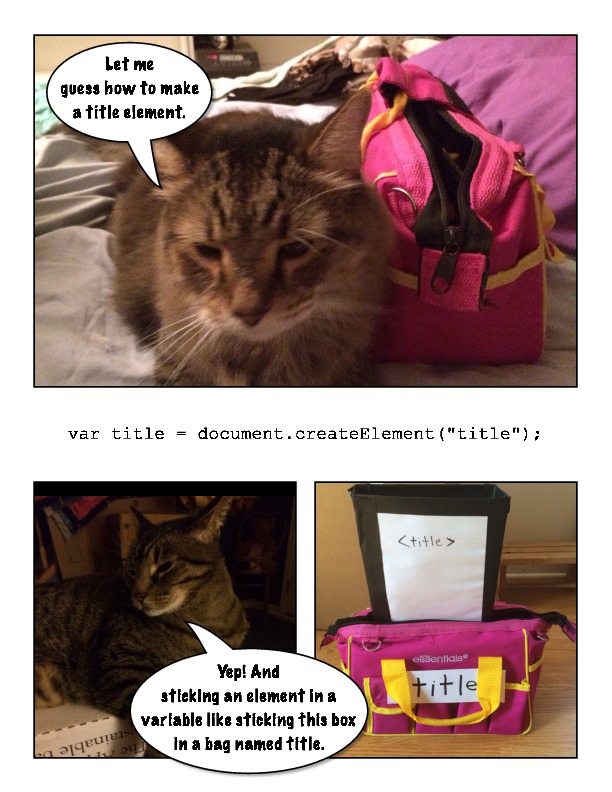 Let me
guess how to make
a title element.
var title = document.createElement("title");
<title>
essentials®
title
Yep! And
sticking an element in a
variable like sticking this box
in a bag named title.